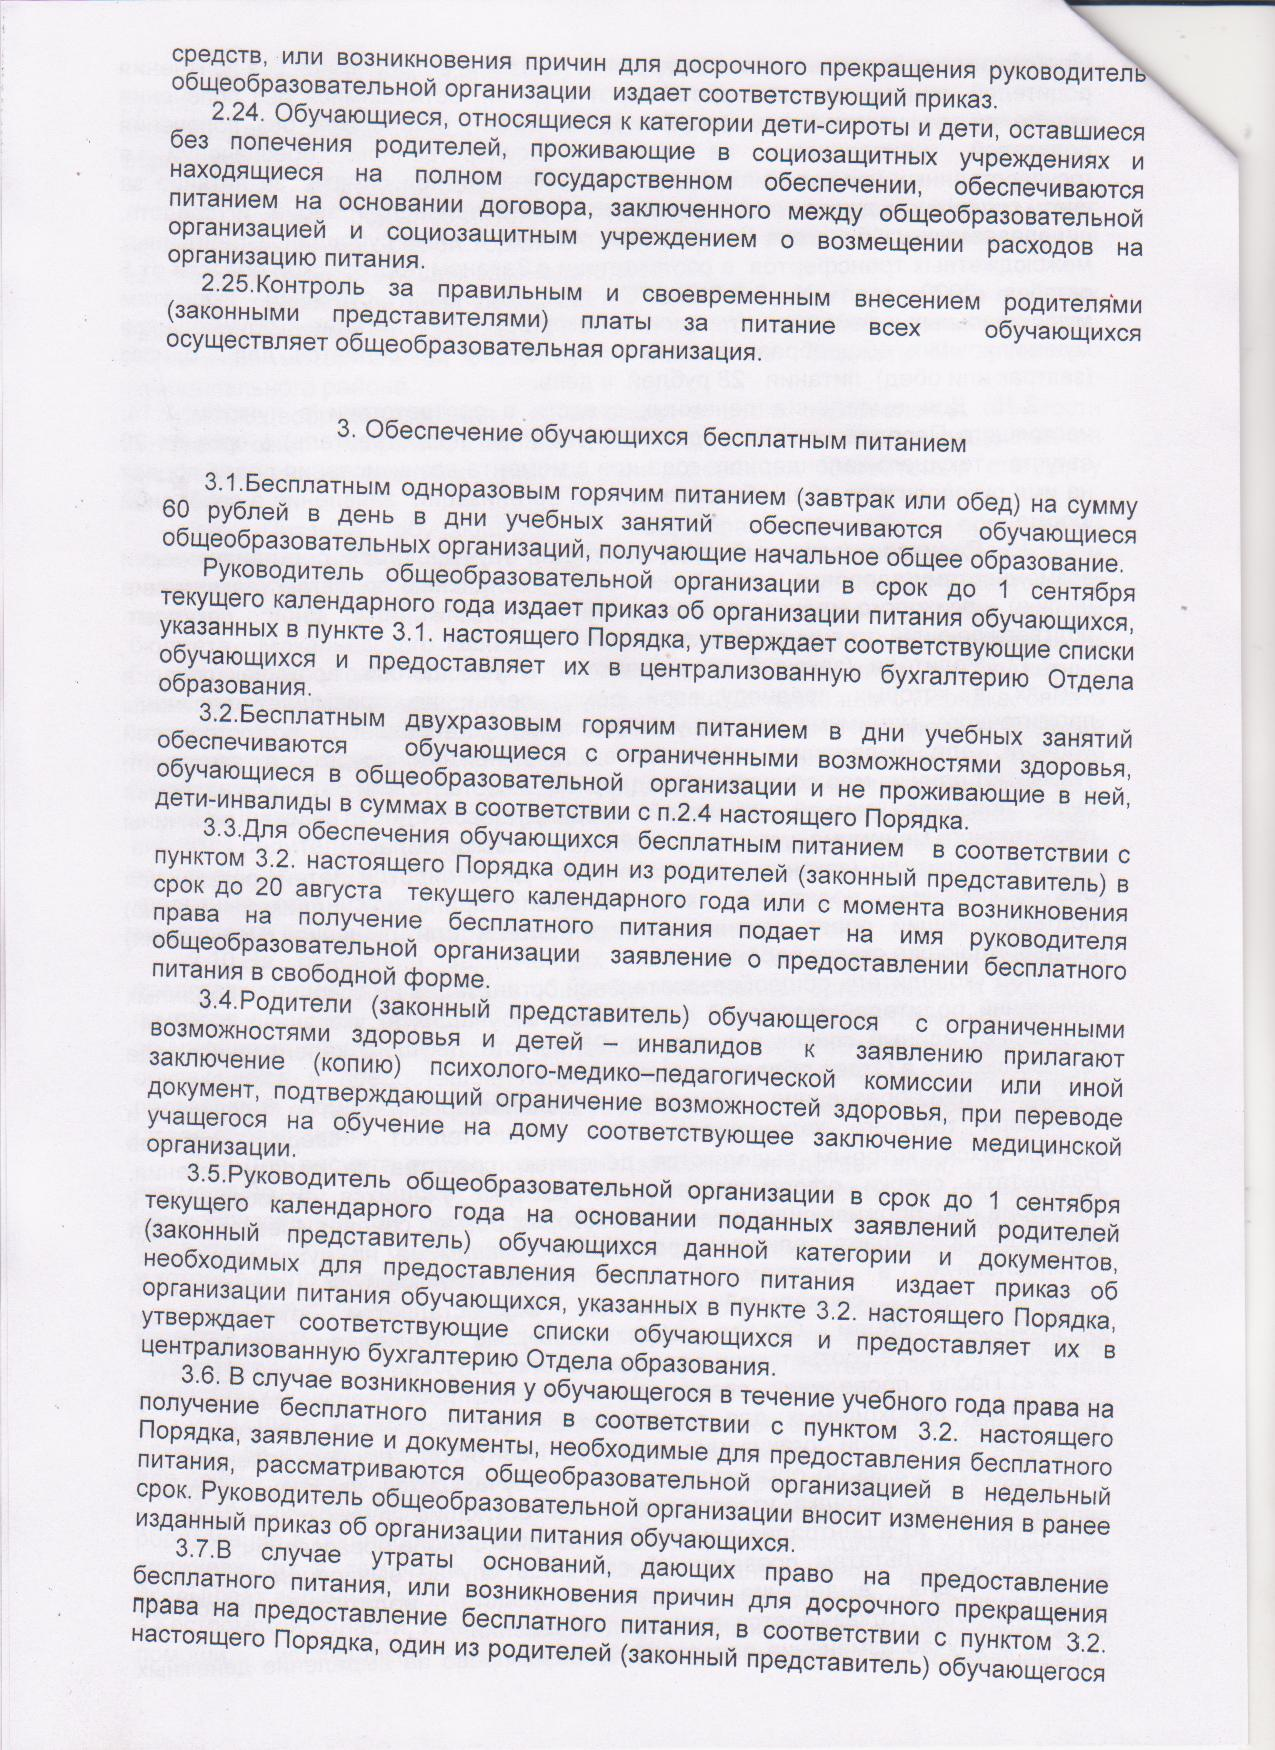 средств, или возникновения причин для досрочного прекращения руководитель
общеобразовательной организации издает соответствующий приказ.
2.24. Обучающиеся, относящиеся к категории дети-сироты и дети, оставшиеся
без попечения родителей, проживающие в социозащитных учреждениях и
находящиеся на полном государственном обеспечении, обеспечиваются
питанием на основании договора, заключенного между общеобразовательной
организацией и социозащитным учреждением о возмещении расходов на
организацию питания.
2.25.Контроль за правильным и своевременным внесением родителями
(законными представителями) платы за питание всех обучающихся
осуществляет общеобразовательная организация.
3. Обеспечение обучающихся бесплатным питанием
3.1.Бесплатным одноразовым горячим питанием (завтрак или обед) на сумму
60 рублей в день в дни учебных занятий обеспечиваются обучающиеся
общеобразовательных организаций, получающие начальное общее образование.
Руководитель общеобразовательной организации в срок до 1 сентября
текущего календарного года издает приказ об организации питания обучающихся,
указанных в пункте 3.1. настоящего Порядка, утверждает соответствующие списки
обучающихся и предоставляет их в централизованную бухгалтерию Отдела
образования.
3.2.Бесплатным двухразовым горячим питанием в дни учебных занятий
обеспечиваются обучающиеся с ограниченными возможностями здоровья,
обучающиеся в общеобразовательной организации и не проживающие в ней,
дети-инвалиды в суммах в соответствии с п.2.4 настоящего Порядка.
3.3.Для обеспечения обучающихся бесплатным питанием в соответствии с
пунктом 3.2. настоящего Порядка один из родителей (законный представитель) в
срок до 20 августа текущего календарного года или с момента возникновения
права на получение бесплатного питания подает на имя руководителя
общеобразовательной организации заявление о предоставлении бесплатного
питания в свободной форме.
3.4.Родители (законный представитель) обучающегося с ограниченными
возможностями здоровья и детей – инвалидов к заявлению прилагают
заключение (копию) психолого-медико–педагогической комиссии или иной
документ, подтверждающий ограничение возможностей здоровья, при переводе
учащегося на обучение на дому соответствующее заключение медицинской
организации.
3.5.Руководитель общеобразовательной организации в срок до 1 сентября
текущего календарного года на основании поданных заявлений родителей
(законный представитель) обучающихся данной категории и документов,
необходимых для предоставления бесплатного питания издает приказ об
организации питания обучающихся, указанных в пункте 3.2. настоящего Порядка,
утверждает соответствующие списки обучающихся и предоставляет их в
централизованную бухгалтерию Отдела образования.
3.6. В случае возникновения у обучающегося в течение учебного года права на
получение бесплатного питания в соответствии с пунктом 3.2. настоящего
Порядка, заявление и документы, необходимые для предоставления бесплатного
питания, рассматриваются общеобразовательной организацией в недельный
срок. Руководитель общеобразовательной организации вносит изменения в ранее
изданный приказ об организации питания обучающихся.
3.7.В случае утраты оснований, дающих право на предоставление
бесплатного питания, или возникновения причин для досрочного прекращения
права на предоставление бесплатного питания, в соответствии с пунктом 3.2.
настоящего Порядка, один из родителей (законный представитель) обучающегося